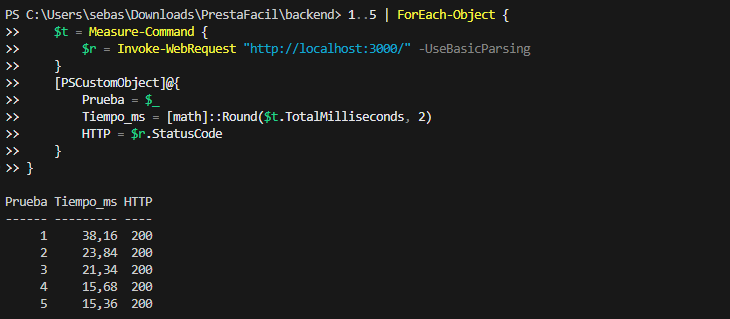 PS C:\Users\sebas\Downloads\PrestaFacil\backend> 1..5 | ForEach-Object {
>>     $t = Measure-Command {
>>         $r = Invoke-WebRequest "http://localhost:3000/" -UseBasicParsing
>>     }
>>     [PSCustomObject]@{
>>         Prueba = $_
>>         Tiempo_ms = [math]::Round($t.TotalMilliseconds, 2)
>>         HTTP = $r.StatusCode
>>     }
>> }
Prueba Tiempo_ms HTTP
------ --------- ----
     1     38,16  200
     2     23,84  200
     3     21,34  200
     4     15,68  200
     5     15,36  200